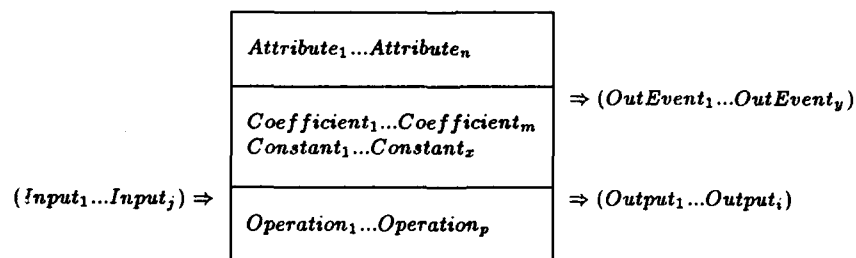 Attribute₁...Attributeₙ
⇒ (OutEvent₁...OutEventᵧ)
Coefficient₁...Coefficientₘ
Constant₁...Constantₓ
(Input₁...Inputⱼ) ⇒
⇒ (Output₁...Outputᵢ)
Operation₁...Operationₚ